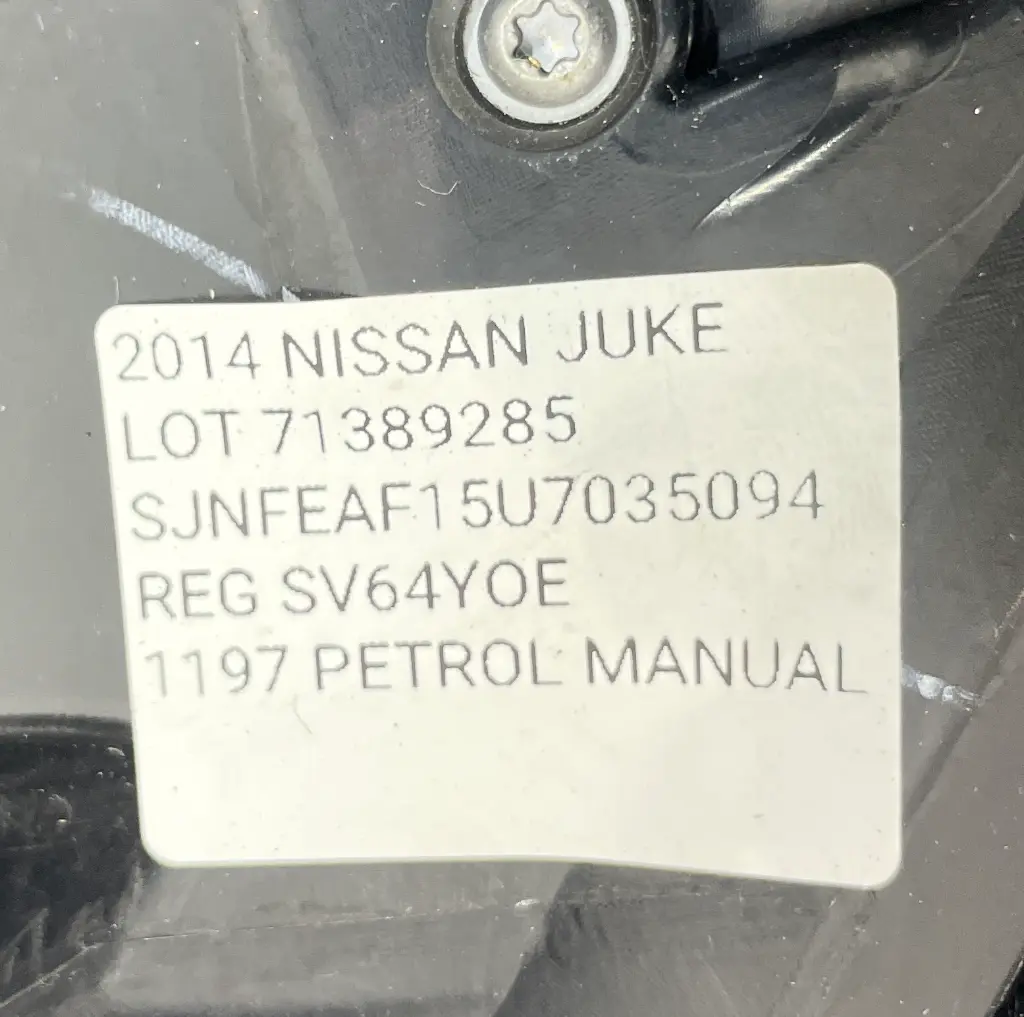 2014 NISSAN JUKE
LOT 71389285
SJNFEAF15U7035094
REG SV64YOE
1197 PETROL MANUAL